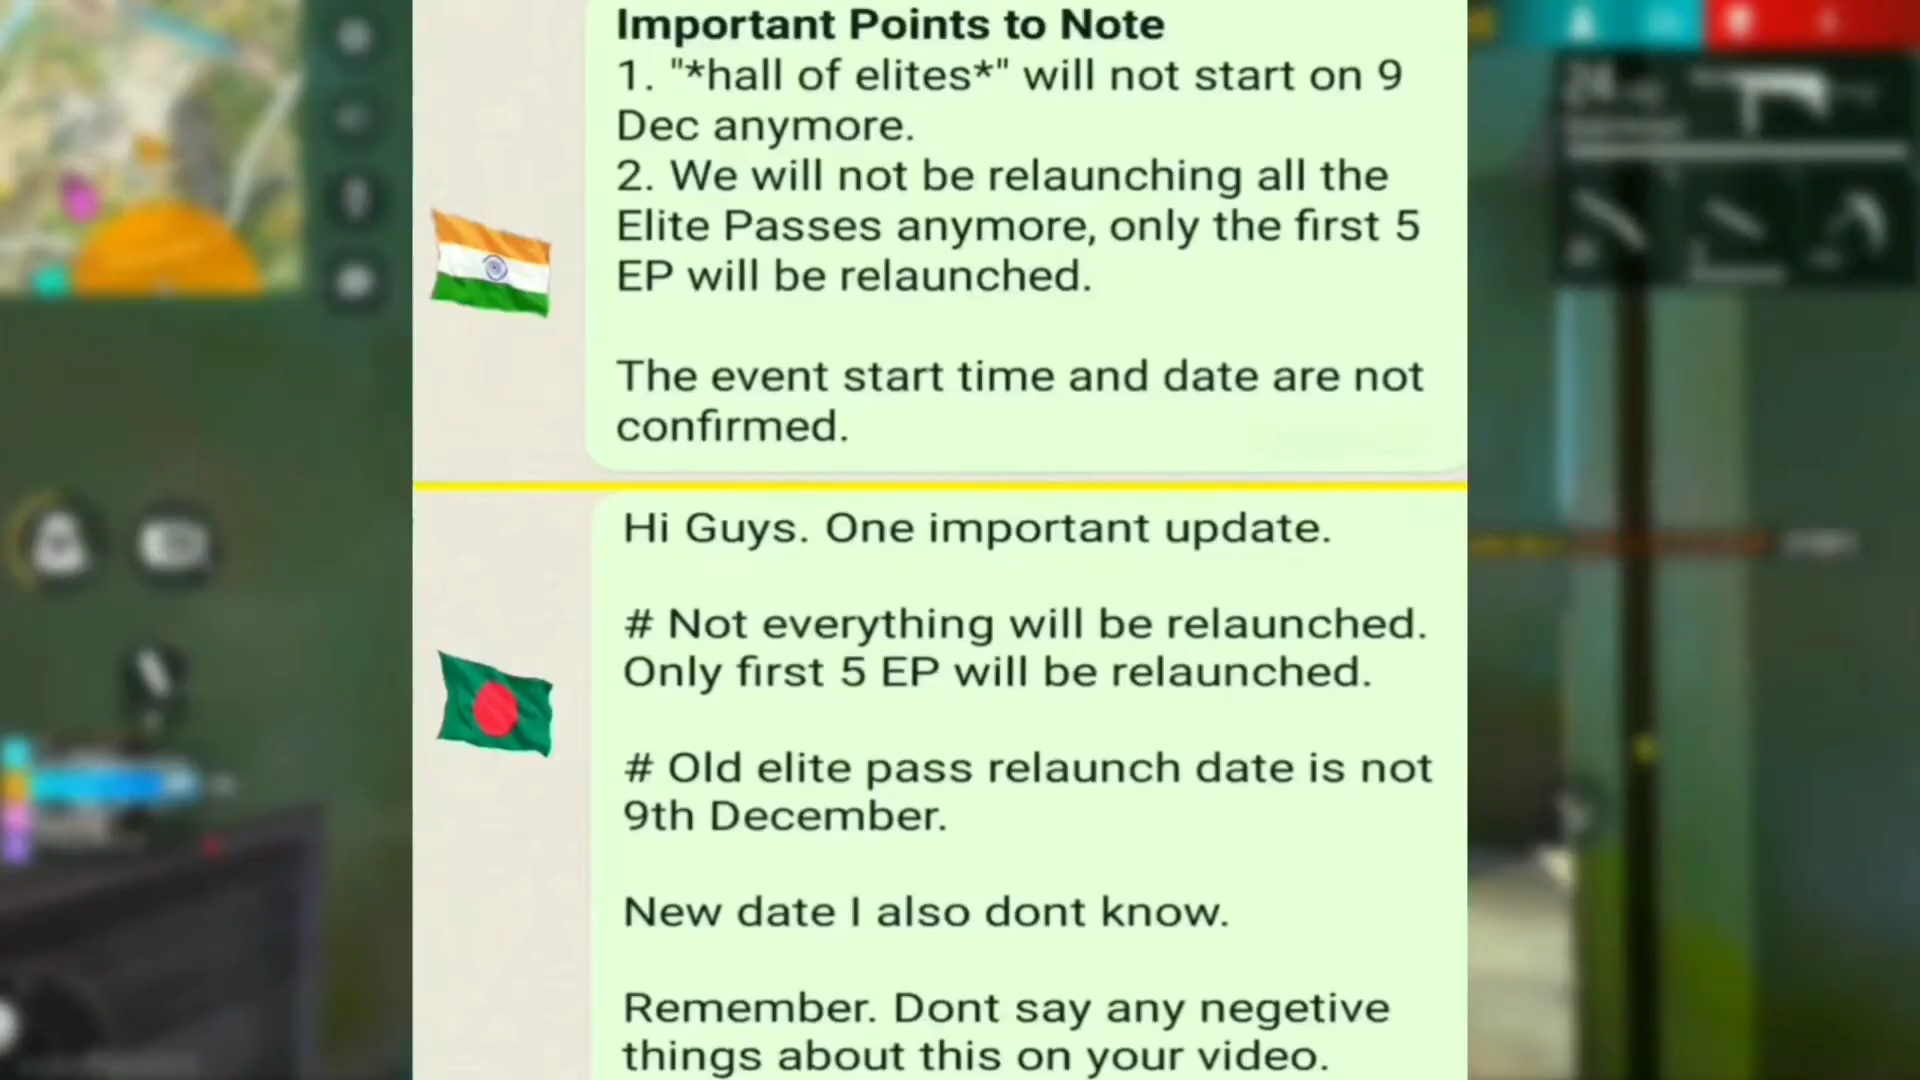 Important Points to Note
1. "*hall of elites*" will not start on 9
Dec anymore.
2. We will not be relaunching all the
Elite Passes anymore, only the first 5
EP will be relaunched.
The event start time and date are not
confirmed.
Hi Guys. One important update.
# Not everything will be relaunched.
Only first 5 EP will be relaunched.
# Old elite pass relaunch date is not
9th December.
New date I also dont know.
Remember. Dont say any negetive
things about this on your video.